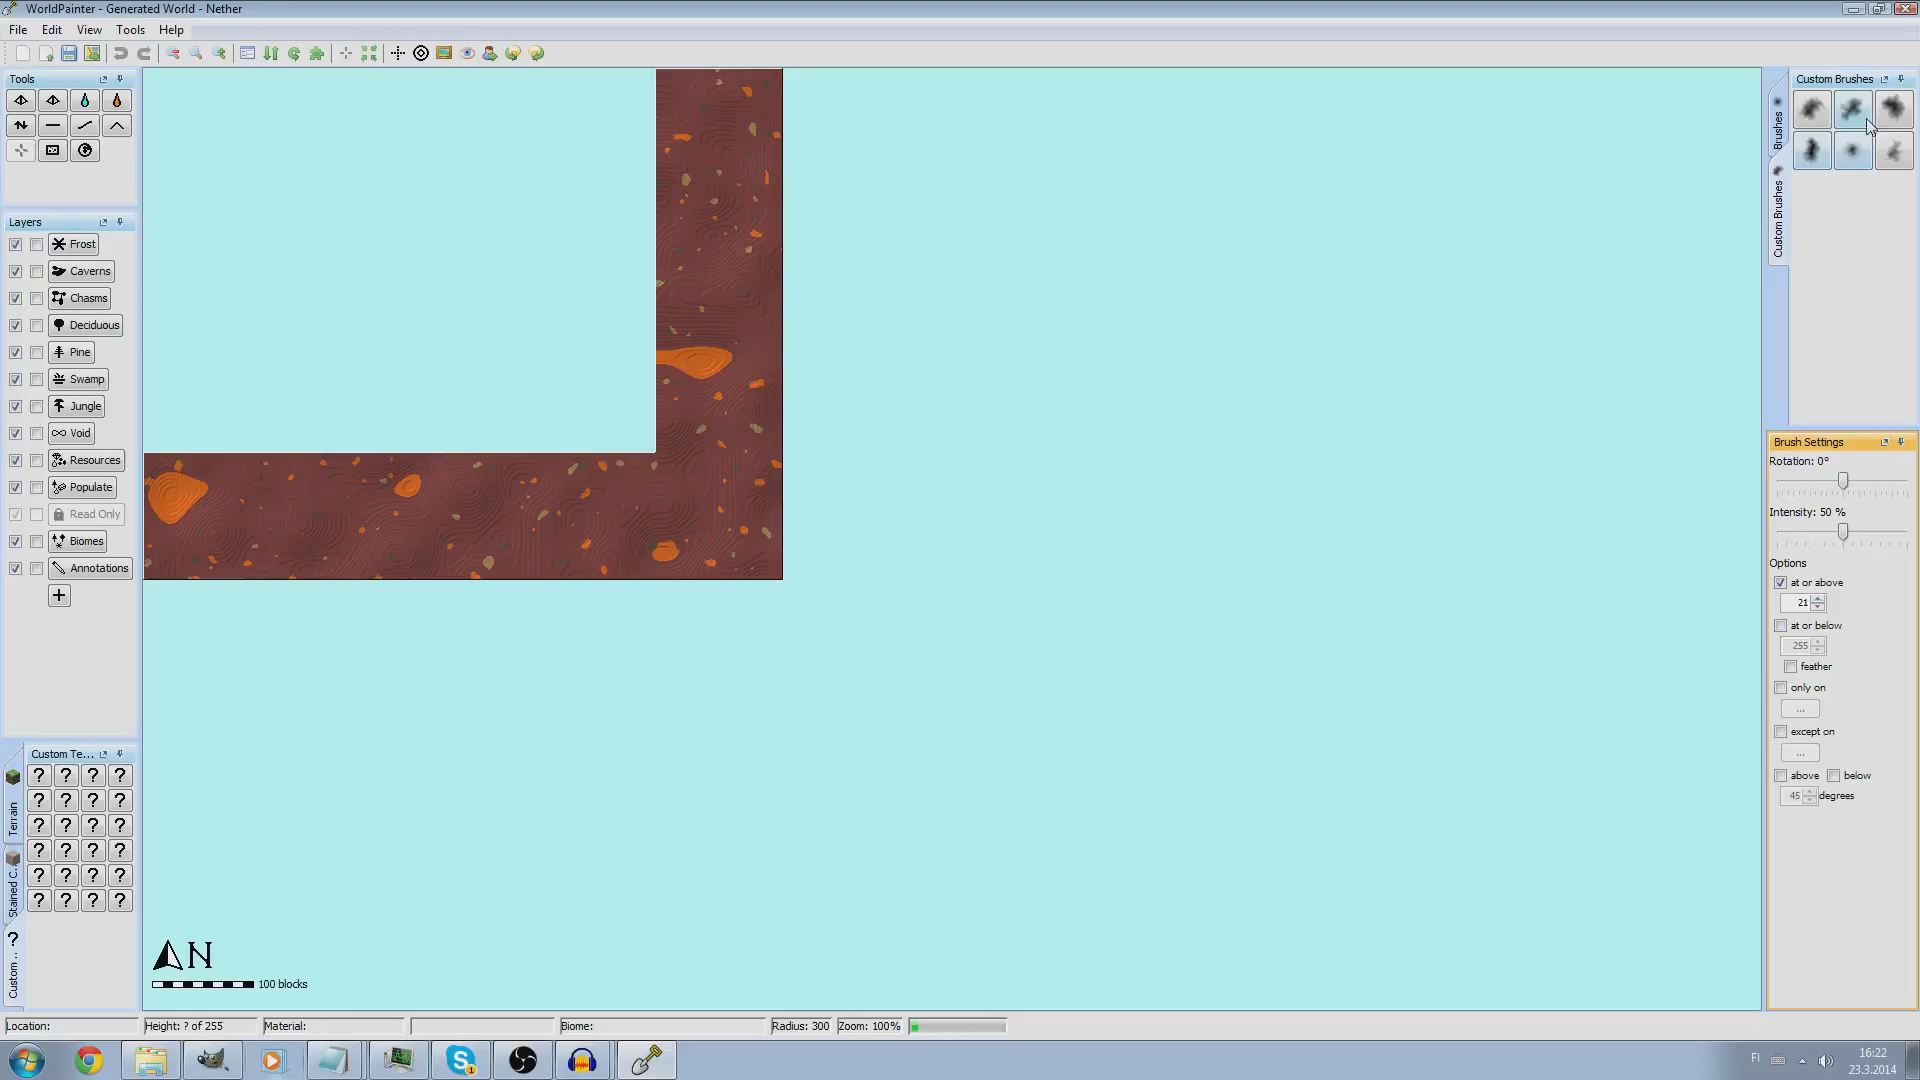 WorldPainter - Generated World - Nether
File Edit View Tools Help
Tools
Layers
Frost
Caverns
Chasms
Deciduous
Pine
Swamp
Jungle
Void
Resources
Populate
Read Only
Biomes
Annotations
Custom Te...
? ? ? ?
? ? ? ?
? ? ? ?
? ? ? ?
? ? ? ?
? ? ? ?
Terrain
Stained C...
?
Custom ...
N
100 blocks
Custom Brushes
Brushes
Custom Brushes
Brush Settings
Rotation: 0°
Intensity: 50 %
Options
at or above
21
at or below
255
feather
only on
...
except on
...
above below
45 degrees
Location: Height: ? of 255 Material: Biome: Radius: 300 Zoom: 100%
1
FI
16:22
23.3.2014